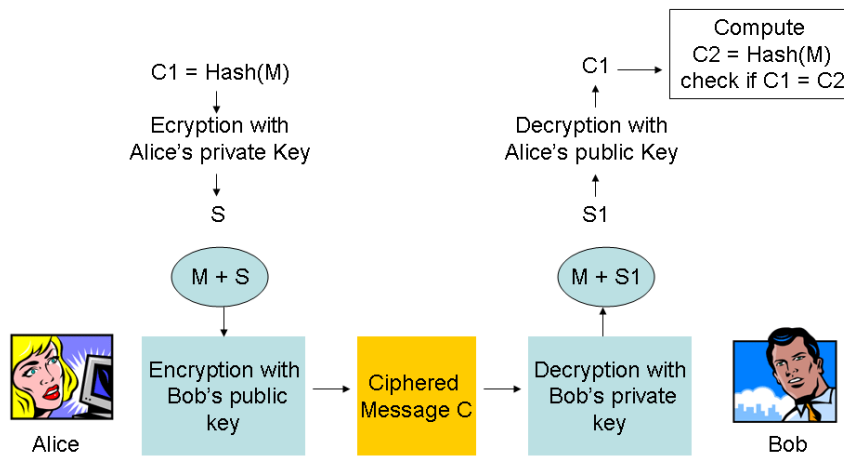 C1 = Hash(M)
Ecryption with
Alice's private Key
S
M + S
Encryption with
Bob's public
key
Alice
Ciphered
Message C
Decryption with
Bob's private
key
M + S1
S1
Decryption with
Alice's public Key
C1
Compute
C2 = Hash(M)
check if C1 = C2
Bob